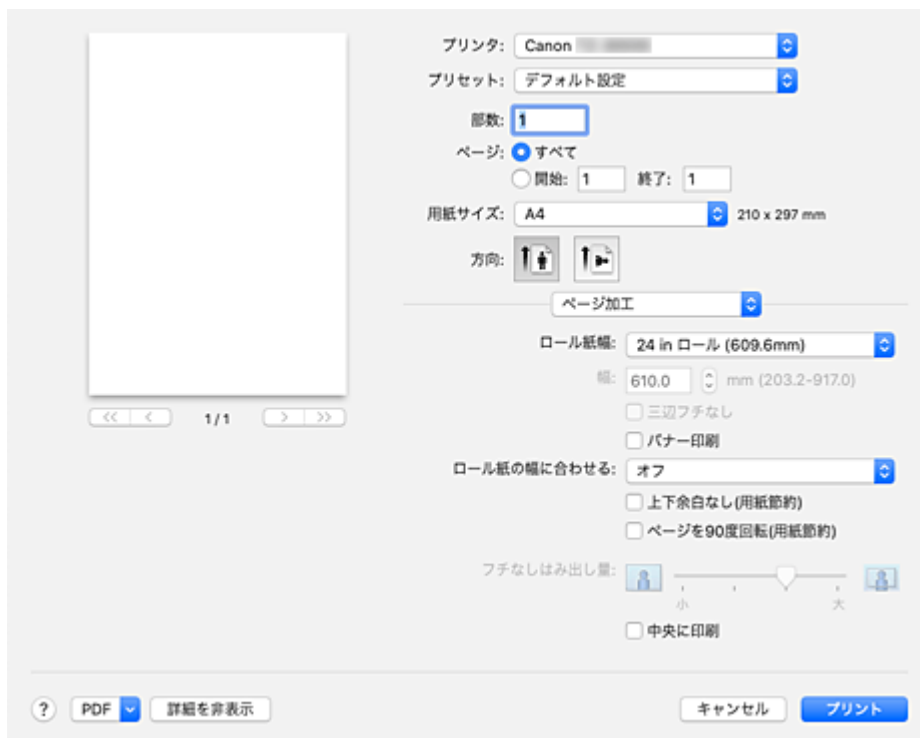 プリンタ: Canon
プリセット: デフォルト設定
部数: 1
ページ: すべて
開始: 1 終了: 1
用紙サイズ: A4 210 x 297 mm
方向:
ページ加工
ロール紙幅: 24 in ロール (609.6mm)
幅: 610.0 mm (203.2-917.0)
三辺フチなし
バナー印刷
ロール紙の幅に合わせる: オフ
上下余白なし(用紙節約)
ページを90度回転(用紙節約)
フチなしはみ出し量:
小 大
中央に印刷
<< < 1/1 > >>
? PDF 詳細を非表示 キャンセル プリント